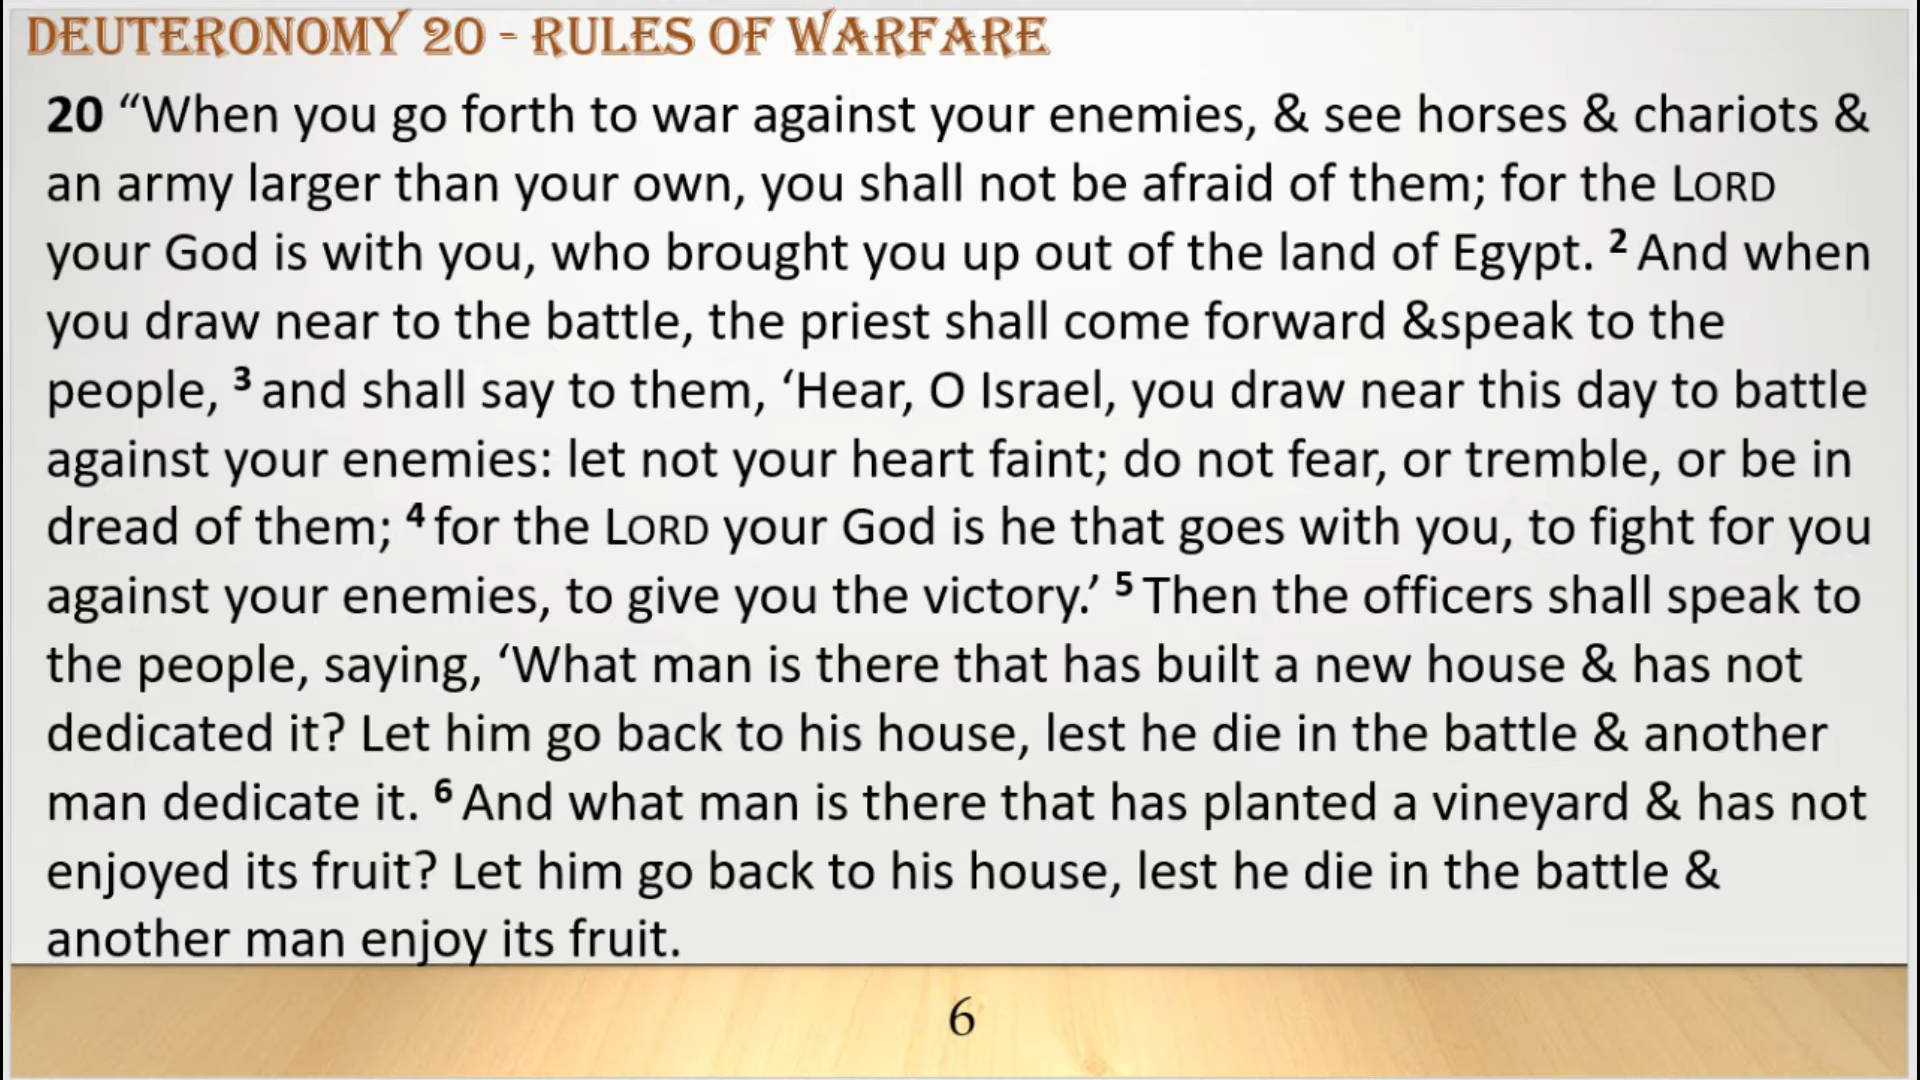 DEUTERONOMY 20 - RULES OF WARFARE
20 “When you go forth to war against your enemies, & see horses & chariots &
an army larger than your own, you shall not be afraid of them; for the LORD
your God is with you, who brought you up out of the land of Egypt. 2 And when
you draw near to the battle, the priest shall come forward &speak to the
people, 3 and shall say to them, ‘Hear, O Israel, you draw near this day to battle
against your enemies: let not your heart faint; do not fear, or tremble, or be in
dread of them; 4 for the LORD your God is he that goes with you, to fight for you
against your enemies, to give you the victory.’ 5 Then the officers shall speak to
the people, saying, ‘What man is there that has built a new house & has not
dedicated it? Let him go back to his house, lest he die in the battle & another
man dedicate it. 6 And what man is there that has planted a vineyard & has not
enjoyed its fruit? Let him go back to his house, lest he die in the battle &
another man enjoy its fruit.
6